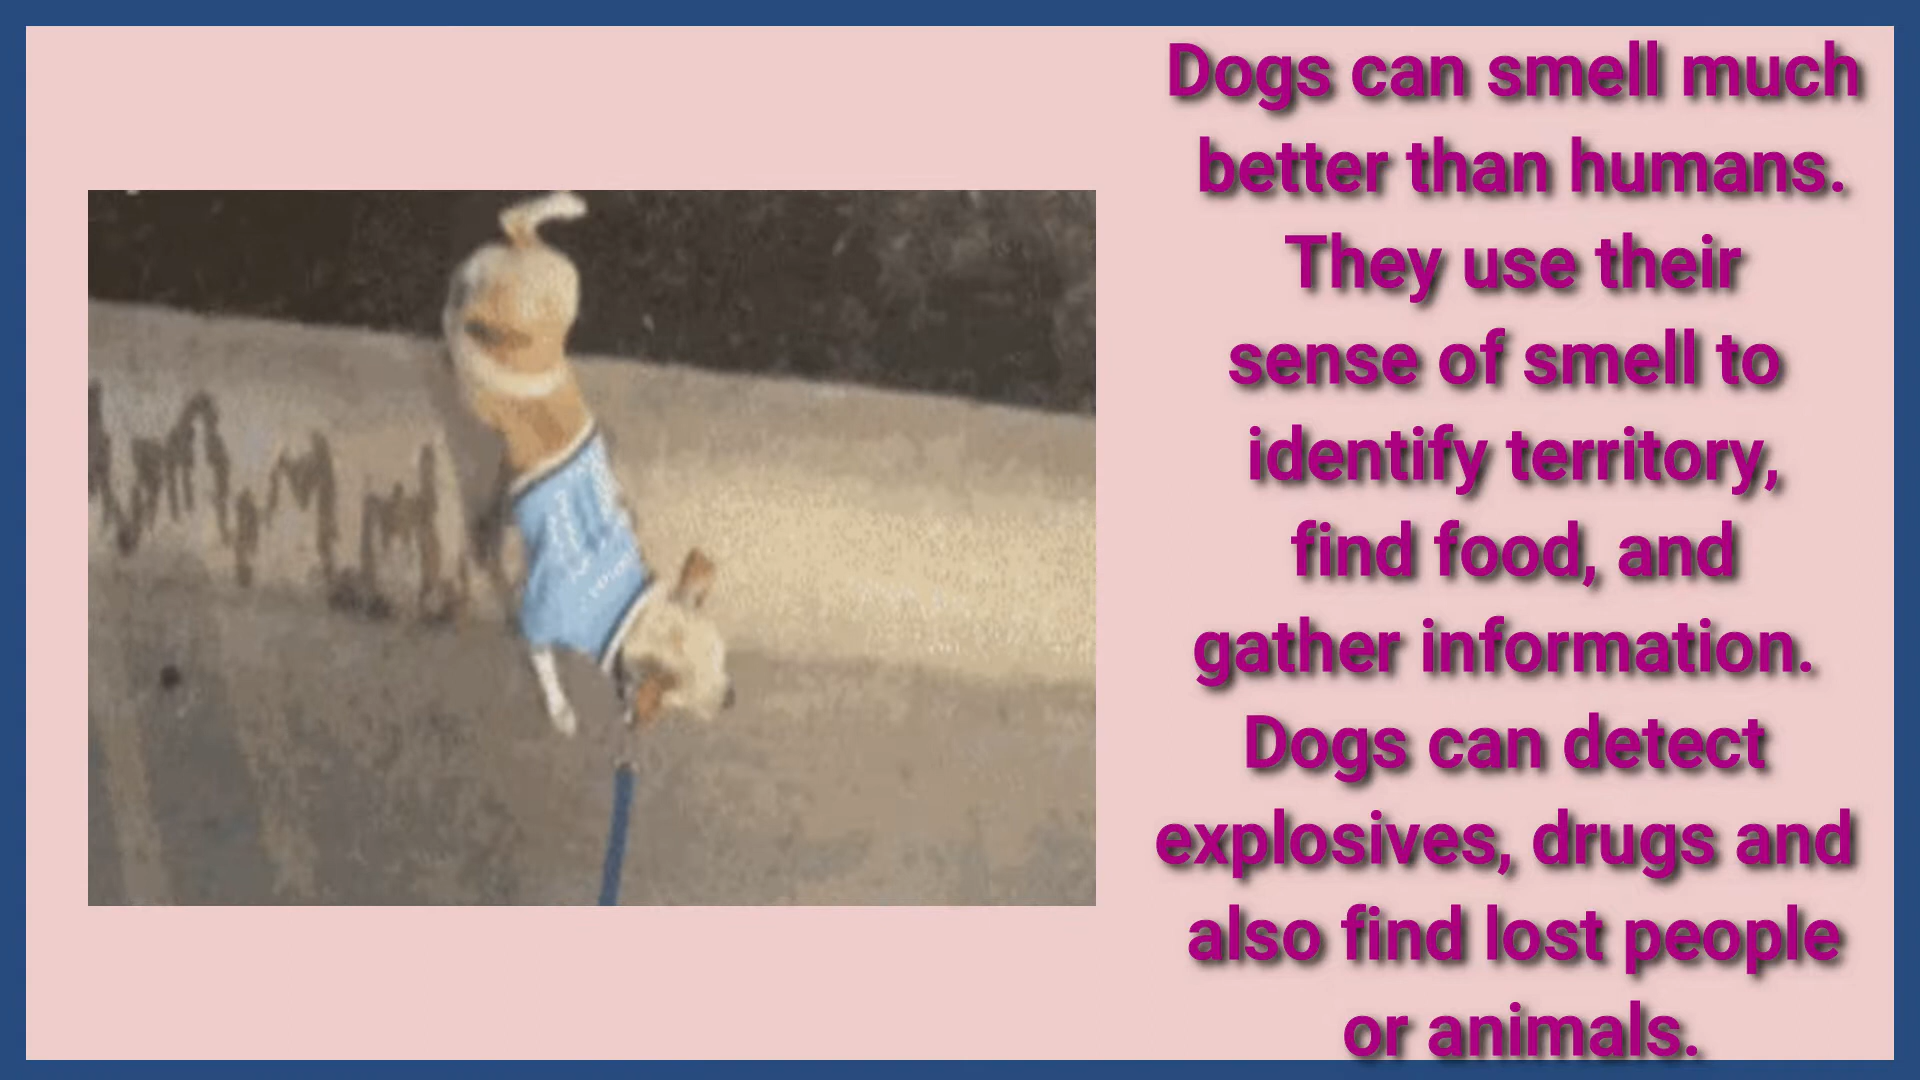 Dogs can smell much
better than humans.
They use their
sense of smell to
identify territory,
find food, and
gather information.
Dogs can detect
explosives, drugs and
also find lost people
or animals.